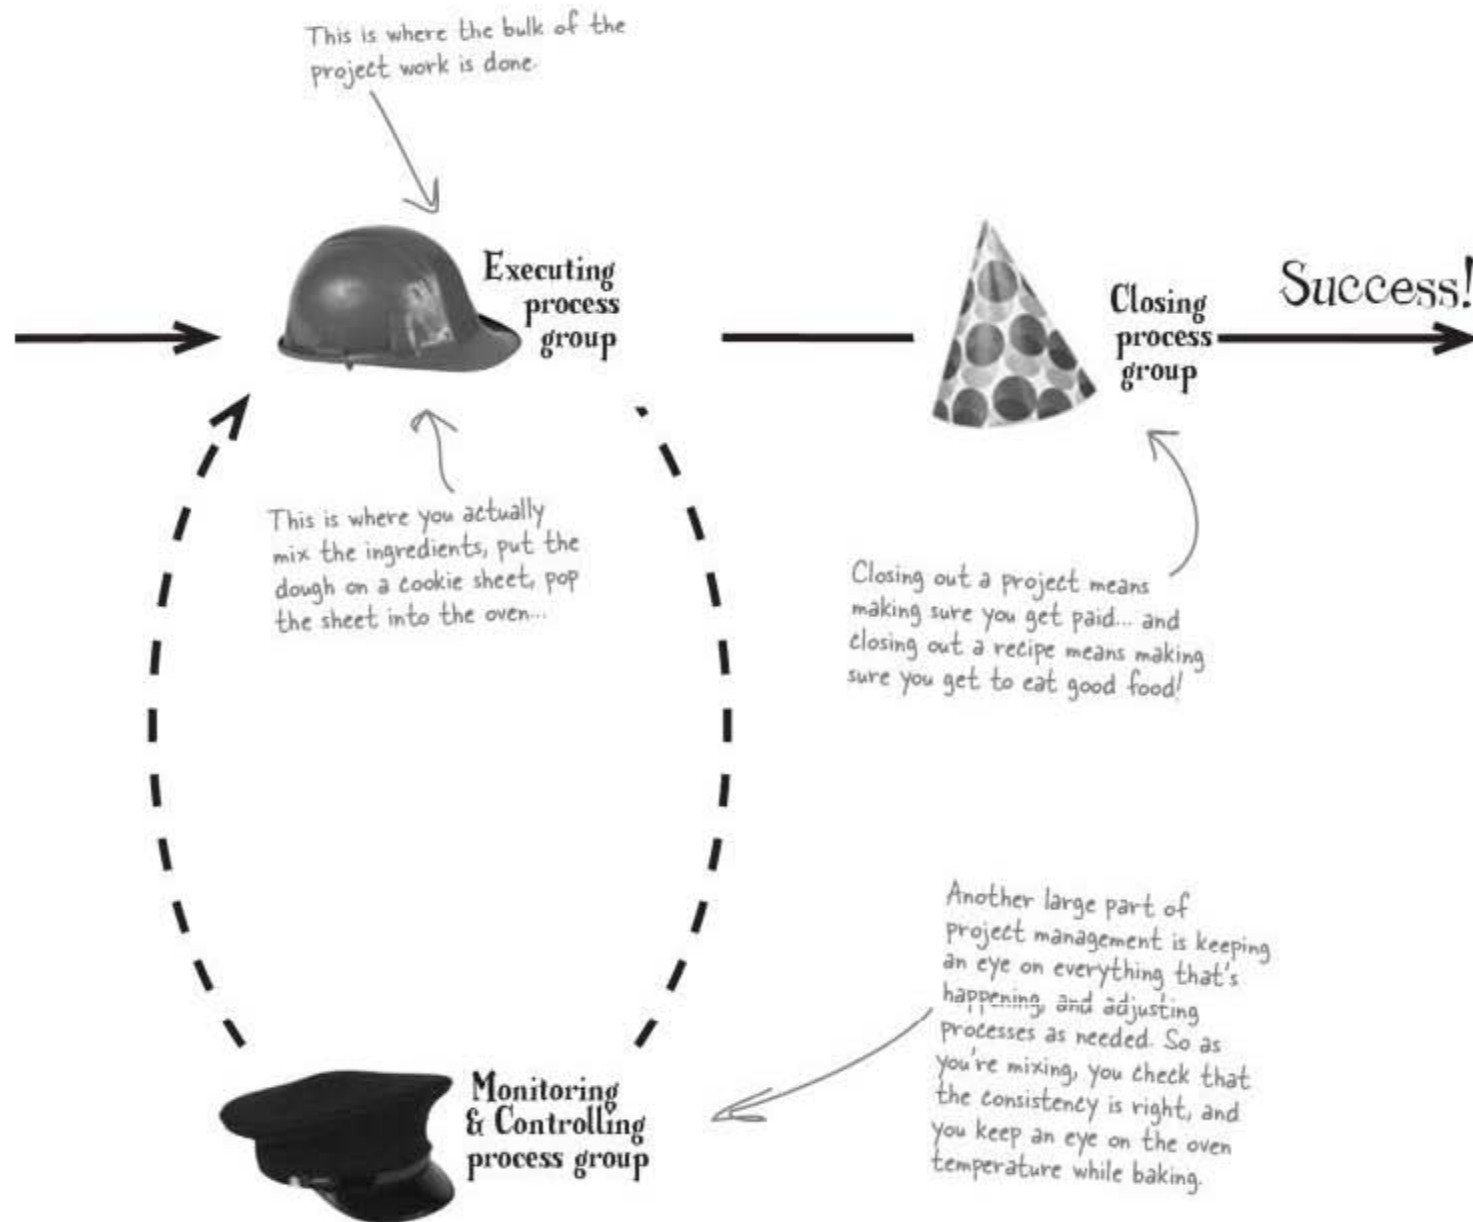 This is where the bulk of the
project work is done.
Executing
process
group
Closing
process
group
Success!
This is where you actually
mix the ingredients, put the
dough on a cookie sheet, pop
the sheet into the oven...
Closing out a project means
making sure you get paid... and
closing out a recipe means making
sure you get to eat good food!
Another large part of
project management is keeping
an eye on everything that's
happening, and adjusting
processes as needed. So as
you're mixing, you check that
the consistency is right, and
you keep an eye on the oven
temperature while baking.
Monitoring
& Controlling
process group